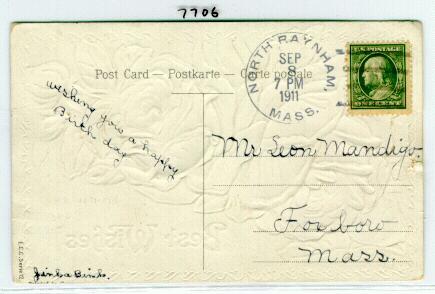 7706
Post Card — Postkarte — Carte postale
NORTH RAYNHAM,
SEP
8
7 PM
1911
MASS.
U.S. POSTAGE
ONE CENT
wishing you a happy
Birth day
Mr Leon Mandigo.
Foxboro
Mass.
Best Wishes